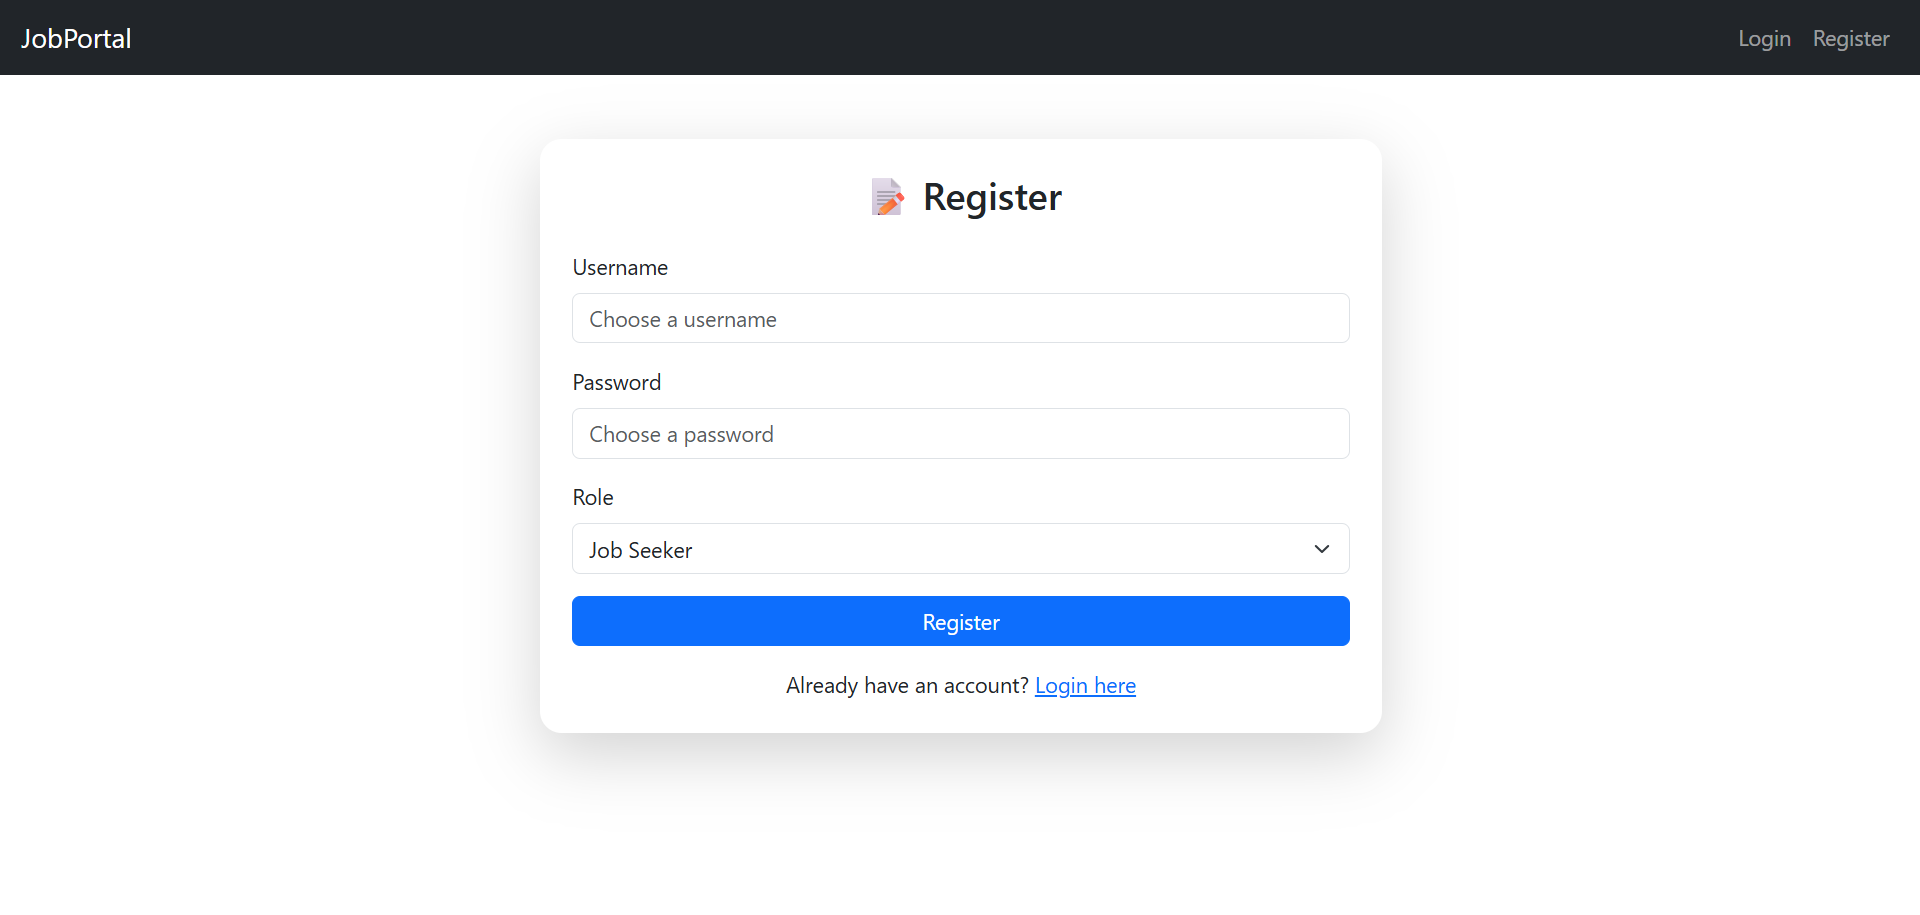 JobPortal
Login Register
Register
Username
Choose a username
Password
Choose a password
Role
Job Seeker
Register
Already have an account? Login here